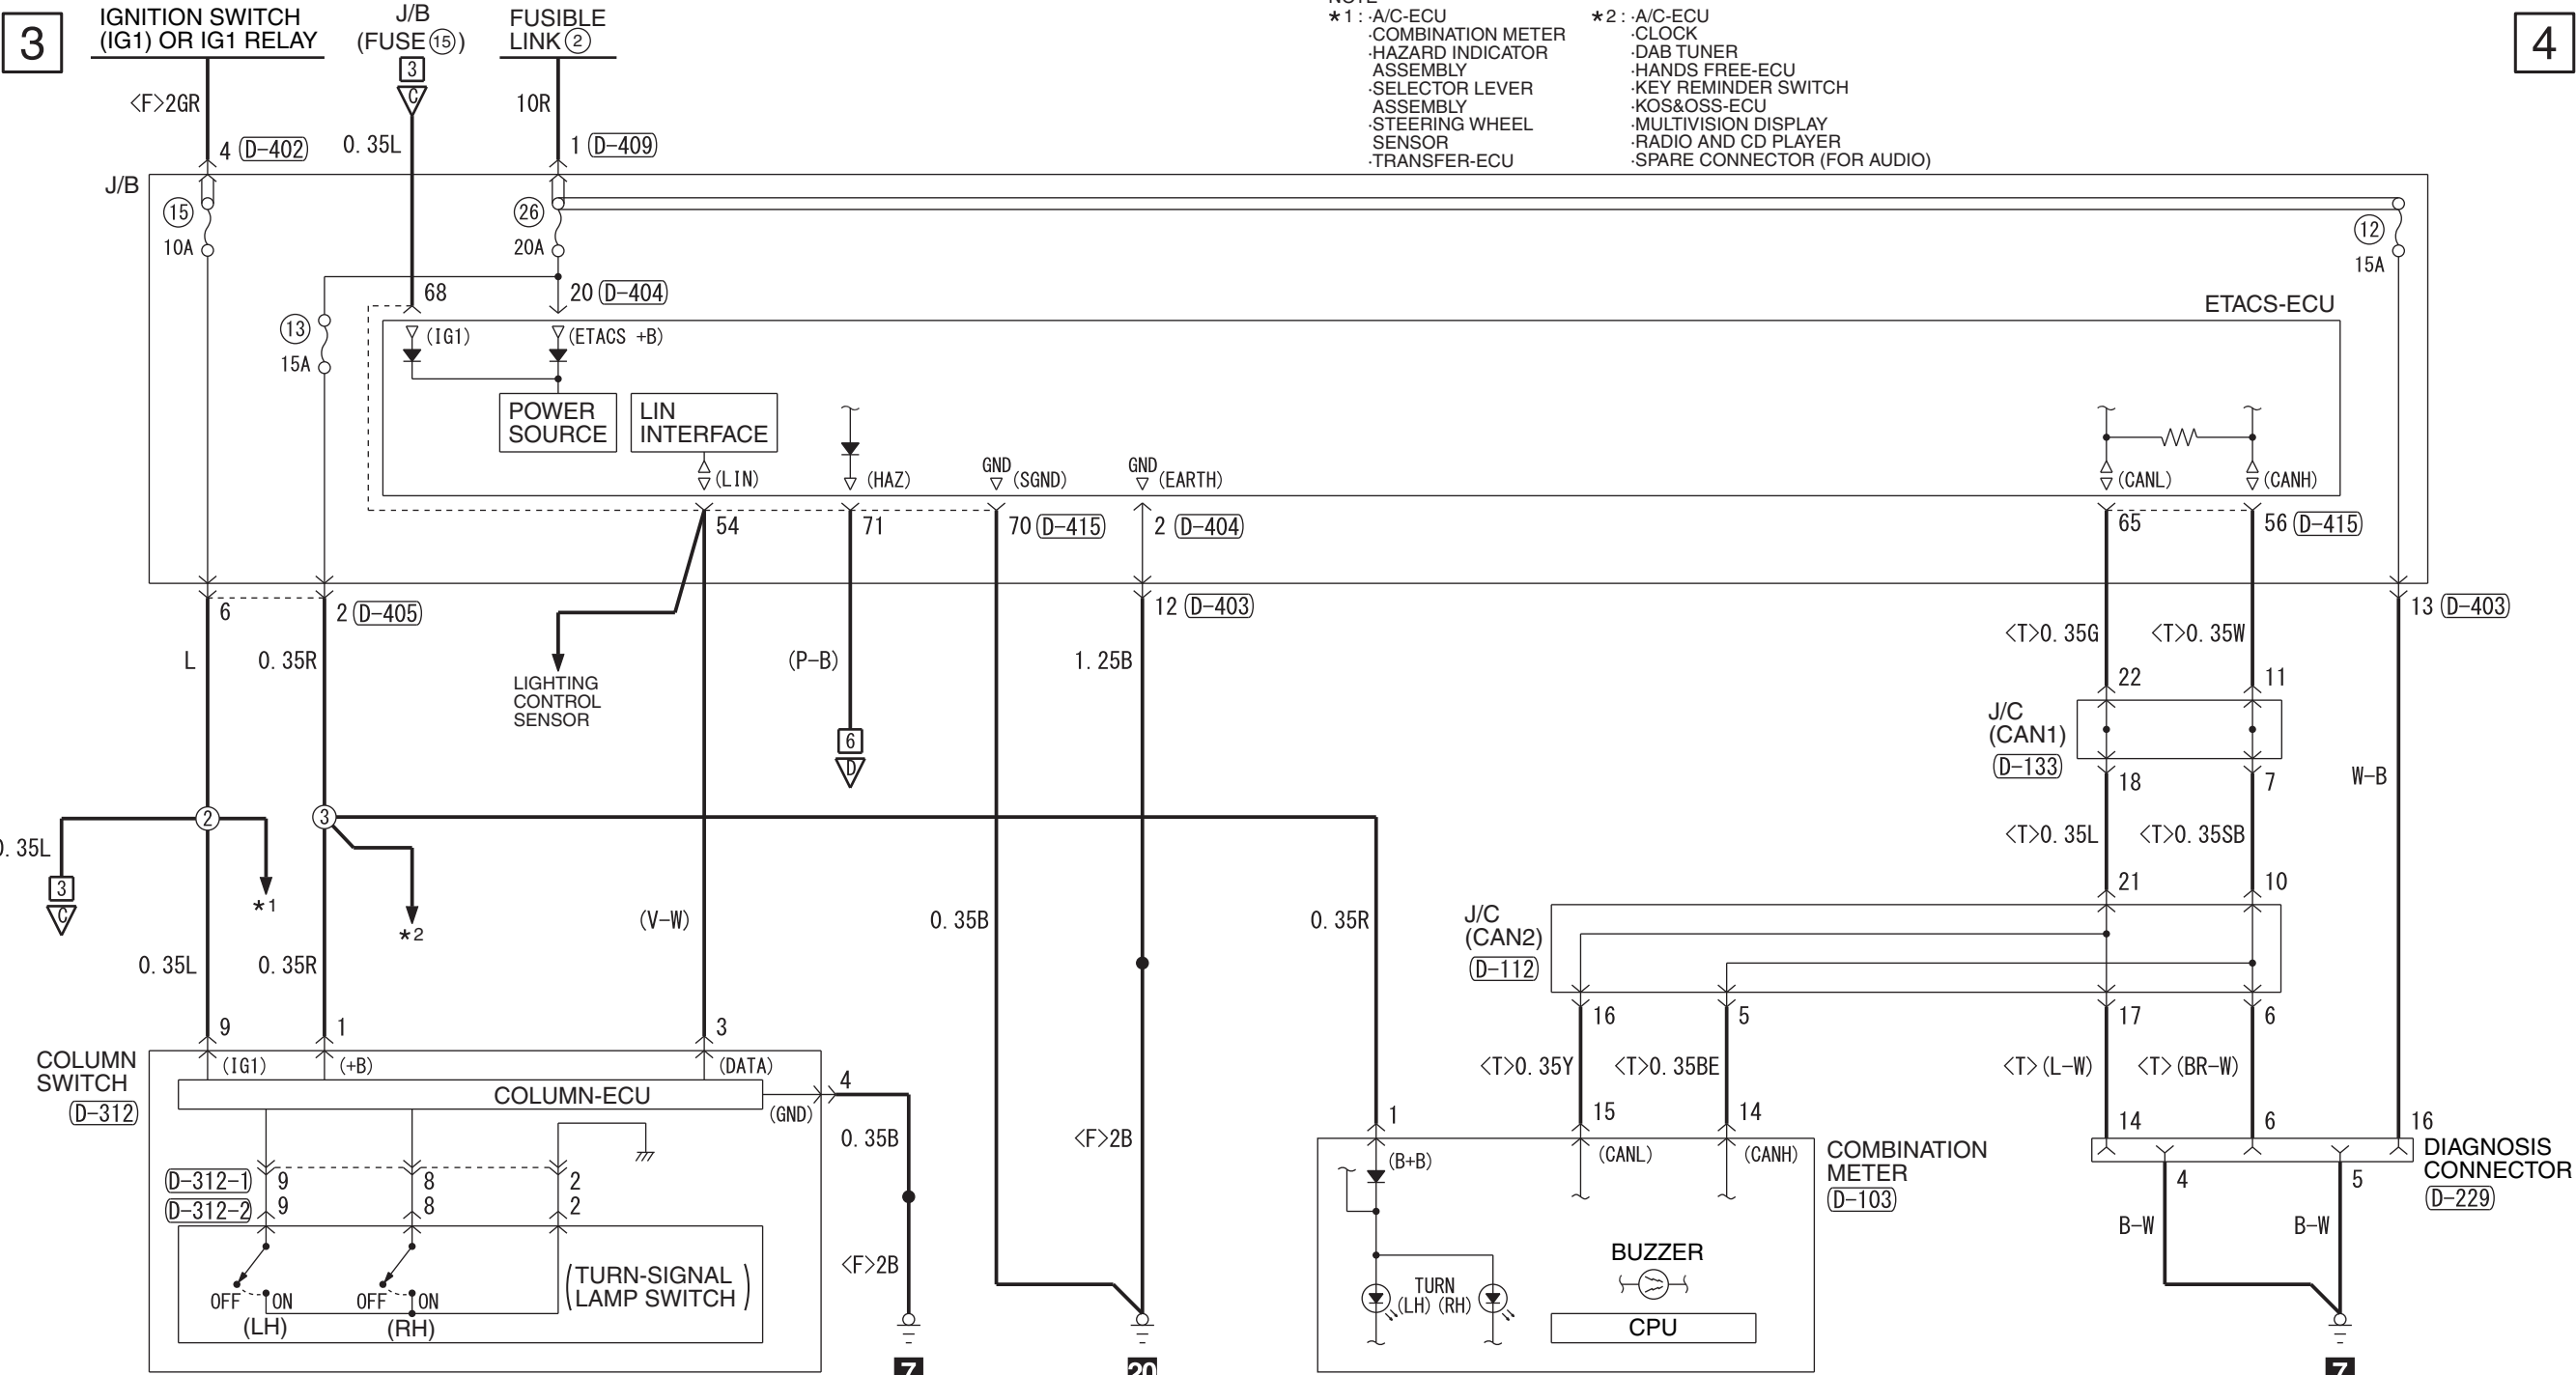 3
IGNITION SWITCH
(IG1) OR IG1 RELAY
J/B
(FUSE 15)
3
C
FUSIBLE
LINK 2
<F>2GR
0.35L
10R
4 (D-402)
1 (D-409)
*1 : ·A/C-ECU
·COMBINATION METER
·HAZARD INDICATOR
ASSEMBLY
·SELECTOR LEVER
ASSEMBLY
·STEERING WHEEL
SENSOR
·TRANSFER-ECU
*2 : ·A/C-ECU
·CLOCK
·DAB TUNER
·HANDS FREE-ECU
·KEY REMINDER SWITCH
·KOS&OSS-ECU
·MULTIVISION DISPLAY
·RADIO AND CD PLAYER
·SPARE CONNECTOR (FOR AUDIO)
4
J/B
15
10A
26
20A
12
15A
68
20 (D-404)
13
15A
ETACS-ECU
(IG1)
(ETACS +B)
POWER
SOURCE
LIN
INTERFACE
(LIN)
(HAZ)
GND
(SGND)
GND
(EARTH)
(CANL)
(CANH)
54
71
70 (D-415)
2 (D-404)
65
56 (D-415)
6
2 (D-405)
12 (D-403)
13 (D-403)
L
0.35R
LIGHTING
CONTROL
SENSOR
(P-B)
6
D
1.25B
<T>0.35G
<T>0.35W
22
11
J/C
(CAN1)
(D-133)
18
7
W-B
2
3
0.35L
3
C
*1
*2
<T>0.35L
<T>0.35SB
21
10
(V-W)
0.35B
0.35R
J/C
(CAN2)
(D-112)
0.35L
0.35R
16
5
17
6
9
1
3
<T>0.35Y
<T>0.35BE
<T>(L-W)
<T>(BR-W)
COLUMN
SWITCH
(D-312)
(IG1)
(+B)
(DATA)
COLUMN-ECU
4
(GND)
0.35B
<F>2B
1
15
14
14
6
16
(B+B)
(CANL)
(CANH)
COMBINATION
METER
(D-103)
DIAGNOSIS
CONNECTOR
(D-229)
4
5
B-W
B-W
(D-312-1)
9
8
2
(D-312-2)
9
8
2
<F>2B
OFF
ON
(LH)
OFF
ON
(RH)
(TURN-SIGNAL
LAMP SWITCH)
TURN
(LH) (RH)
BUZZER
CPU
7
20
7